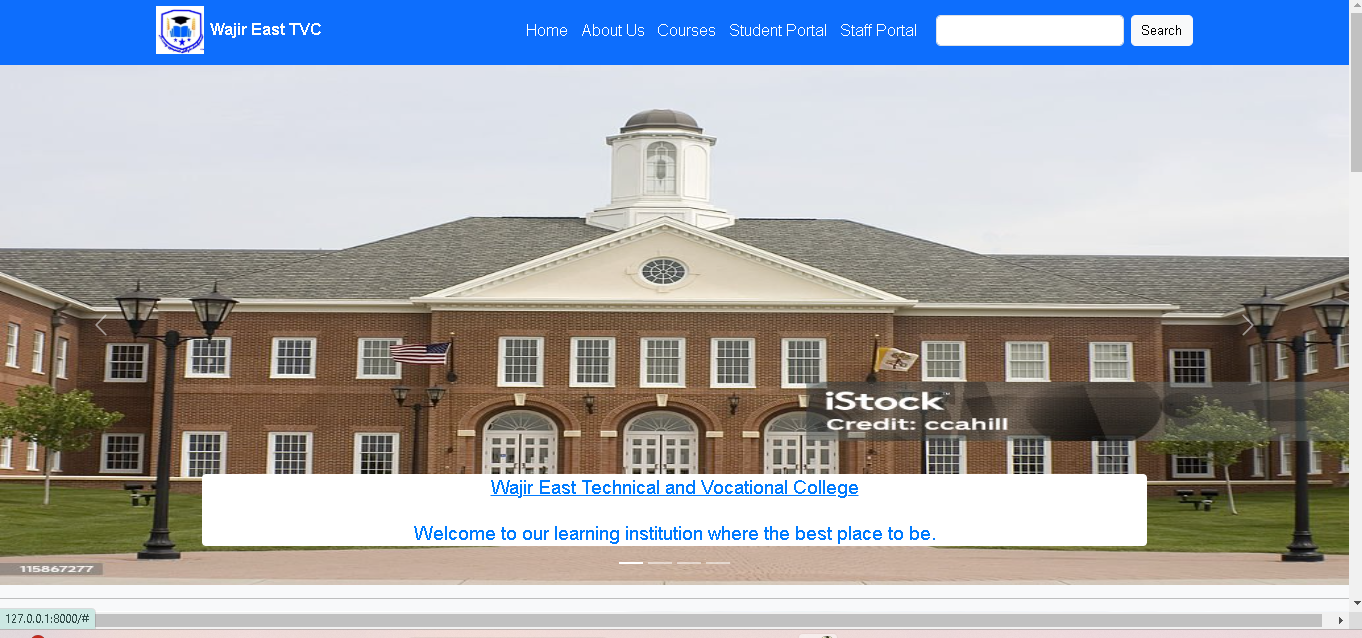 Wajir East TVC
Home About Us Courses Student Portal Staff Portal Search
iStock™
Credit: ccahill
Wajir East Technical and Vocational College
Welcome to our learning institution where the best place to be.
115867277
127.0.0.1:8000/#